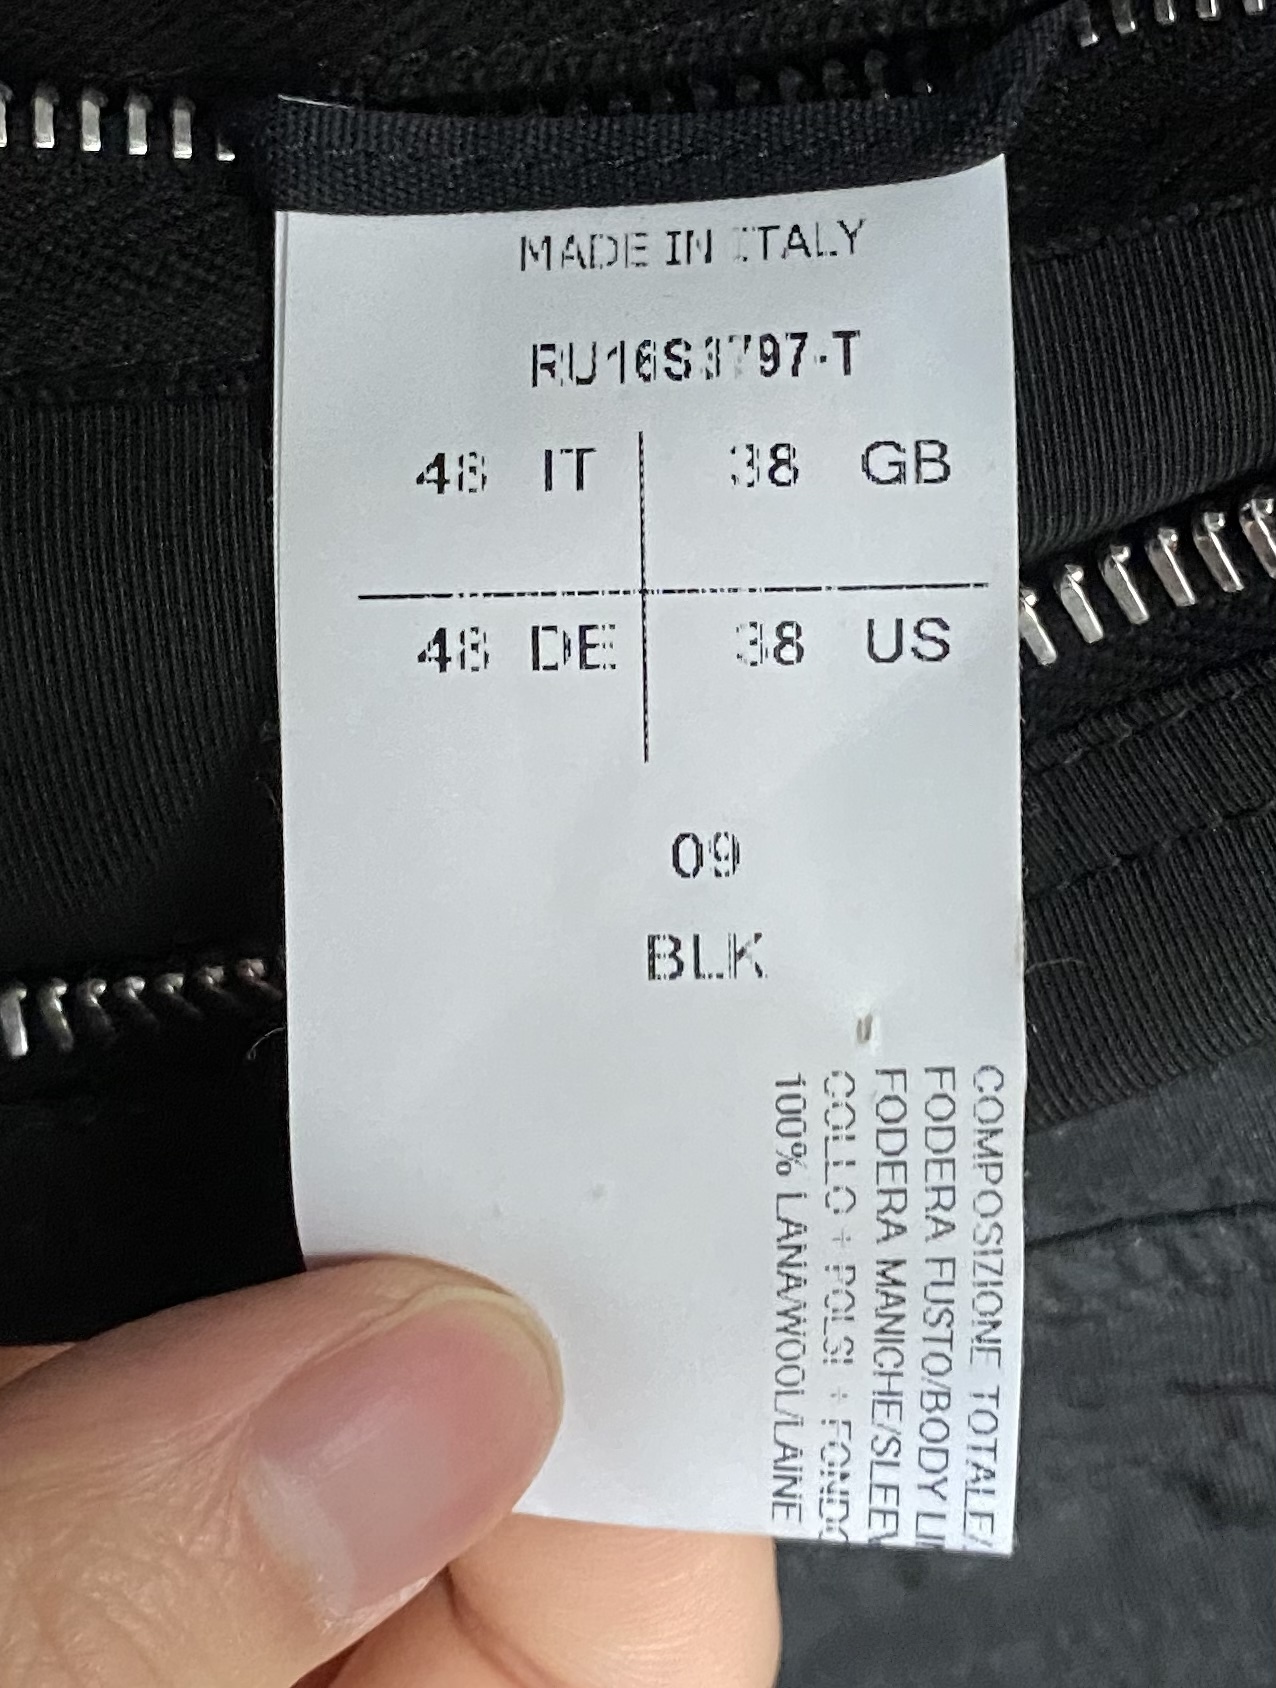 MADE IN ITALY
RU16S3797-T
48 IT 38 GB
48 DE 38 US
09
BLK
COMPOSIZIONE TOTALE/
FODERA FUSTO/BODY LI
FODERA MANICHE/SLEEV
COLLO + POLSI + FONDO
100% LANA/WOOL/LAINE